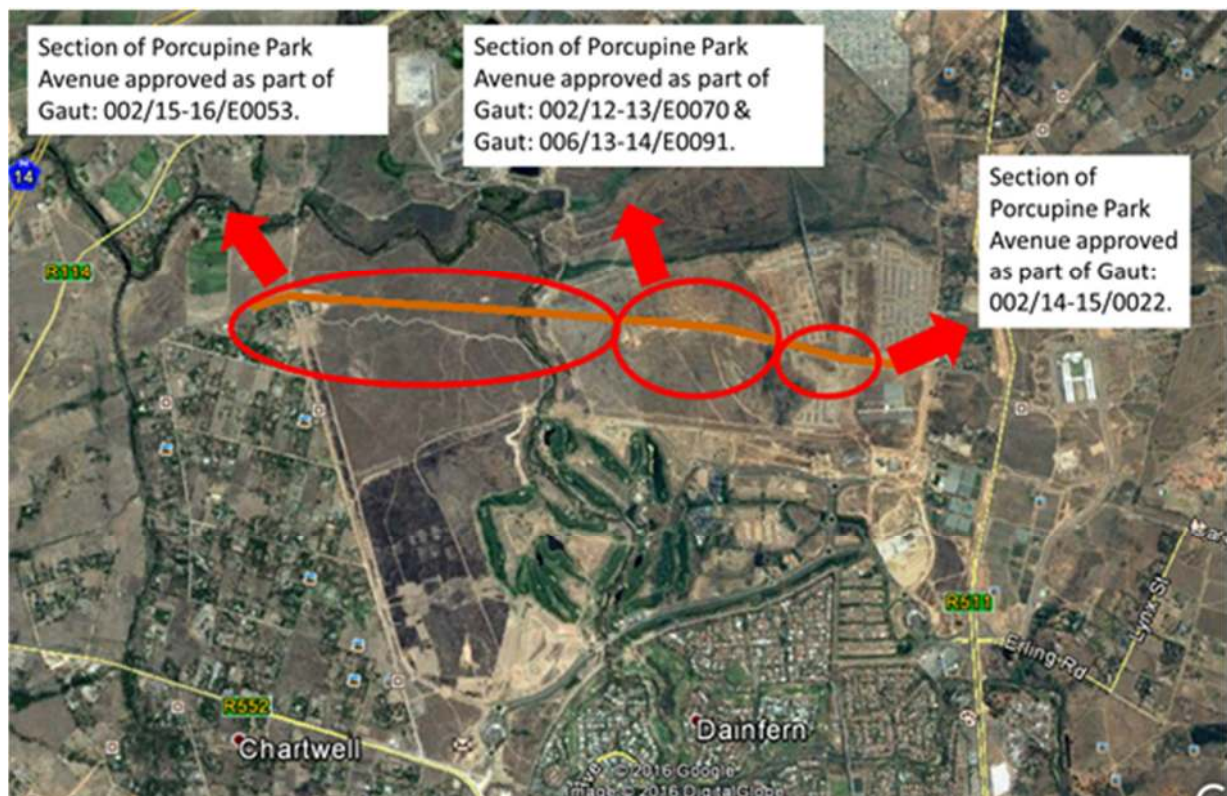 Section of Porcupine Park
Avenue approved as part of
Gaut: 002/15-16/E0053.
Section of Porcupine Park
Avenue approved as part of
Gaut: 002/12-13/E0070 &
Gaut: 006/13-14/E0091.
Section of
Porcupine Park
Avenue approved
as part of Gaut:
002/14-15/0022.
14
R114
R511
Lynx St
Erling Rd
R552
Chartwell
Dainfern
© 2016 Google
Image © 2016 DigitalGlobe